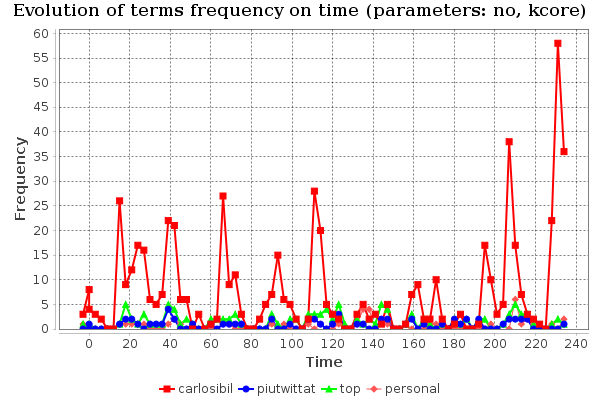 Evolution of terms frequency on time (parameters: no, kcore)
60
55
50
45
40
35
30
25
20
15
10
5
0
Frequency
0 20 40 60 80 100 120 140 160 180 200 220 240
Time
carlosibil piutwittat top personal